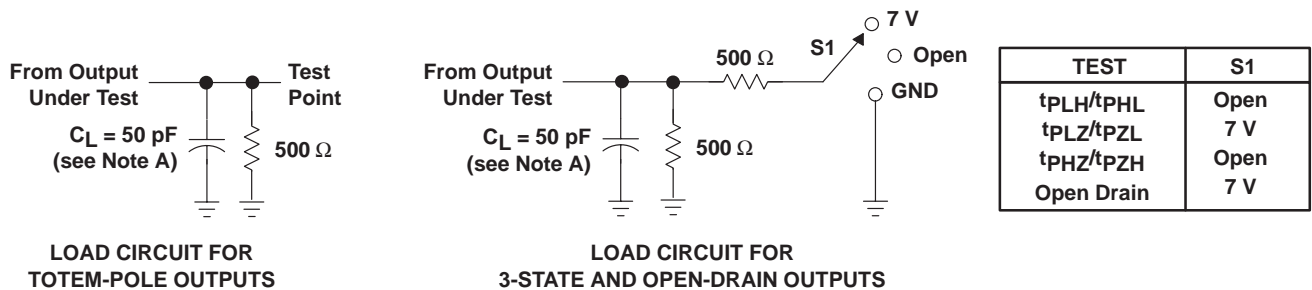 From Output
Under Test
Test
Point
CL = 50 pF
(see Note A)
500 Ω
LOAD CIRCUIT FOR
TOTEM-POLE OUTPUTS
From Output
Under Test
CL = 50 pF
(see Note A)
500 Ω
500 Ω
S1
7 V
Open
GND
LOAD CIRCUIT FOR
3-STATE AND OPEN-DRAIN OUTPUTS
TEST S1
tPLH/tPHL Open
tPLZ/tPZL 7 V
tPHZ/tPZH Open
Open Drain 7 V